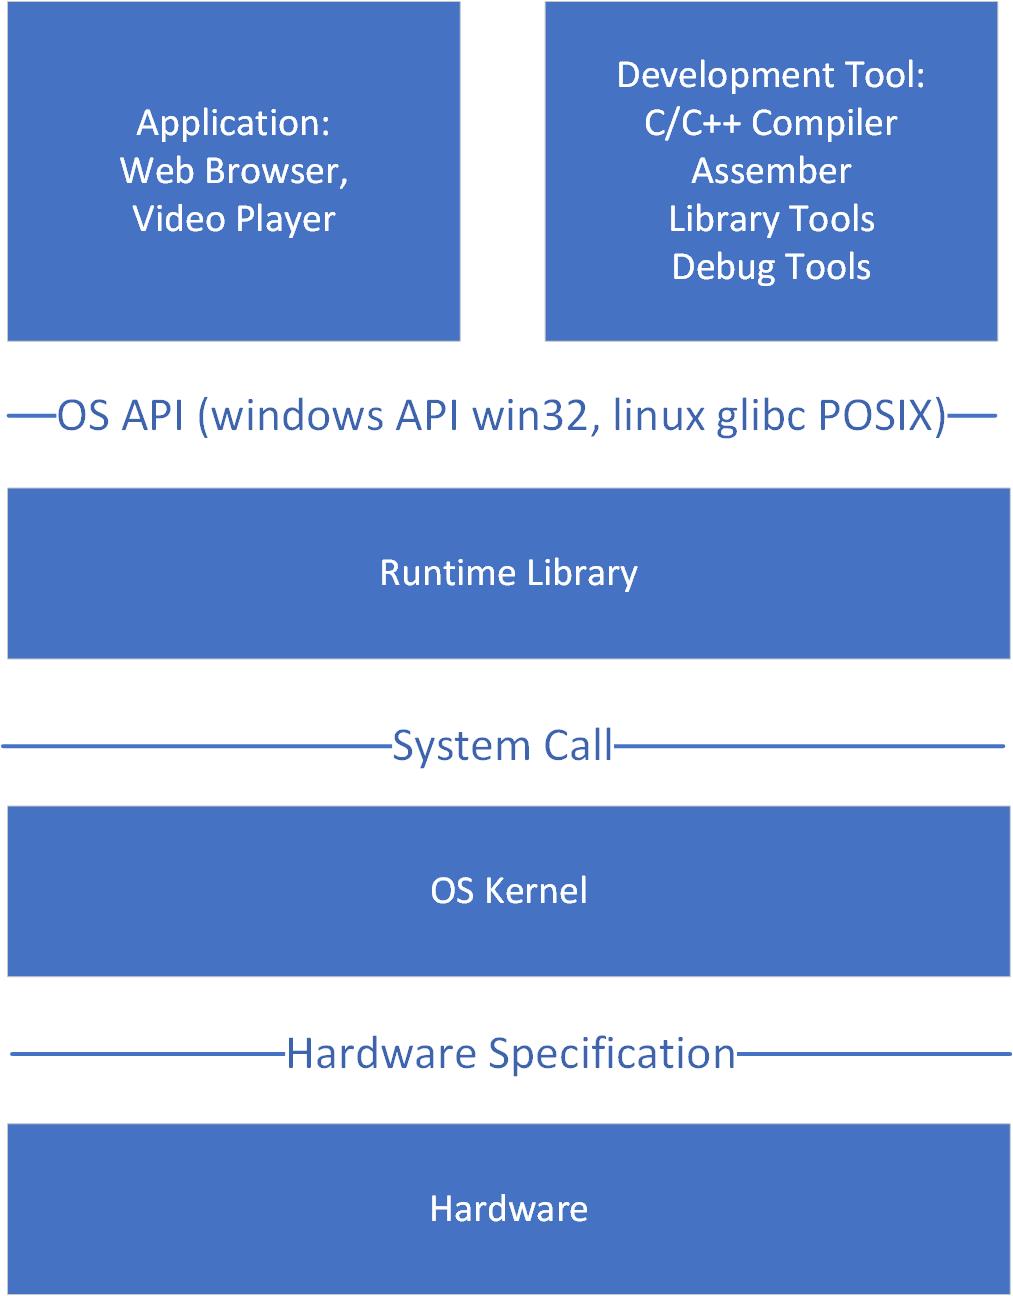 Application:
Web Browser,
Video Player
Development Tool:
C/C++ Compiler
Assember
Library Tools
Debug Tools
OS API (windows API win32, linux glibc POSIX)
Runtime Library
System Call
OS Kernel
Hardware Specification
Hardware